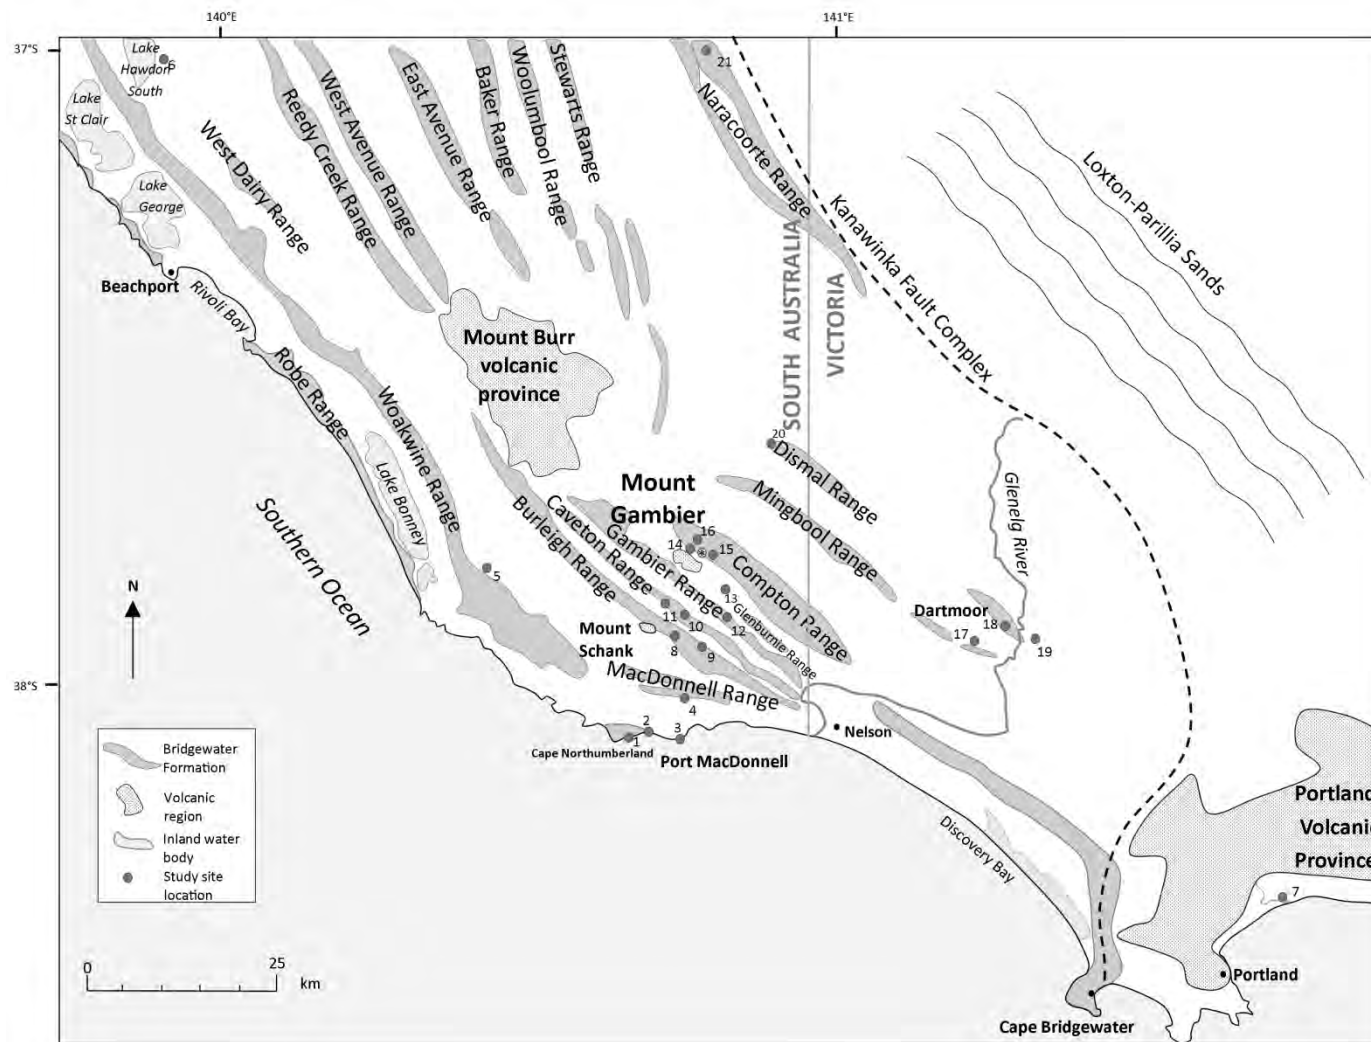 140°E
141°E
37°S
38°S
Lake
Hawdon
South
6
Lake
St Clair
Lake
George
Beachport
Rivoli Bay
West Dairy Range
Reedy Creek Range
West Avenue Range
East Avenue Range
Baker Range
Woolumbool Range
Stewarts Range
21
Naracoorte Range
Kanawinka Fault Complex
Loxton-Parillia Sands
SOUTH AUSTRALIA
VICTORIA
Mount Burr
volcanic
province
Robe Range
Woakwine Range
Lake Bonney
Southern Ocean
N
5
Burleigh Range
Caveton Range
Gambier Range
Mount
Gambier
16
14
15
Compton Range
13
Glenburnie Range
12
11
10
8
9
Mount
Schank
MacDonnell Range
4
20
Dismal Range
Mingbool Range
Glenelg River
Dartmoor
17
18
19
2
1
3
Cape Northumberland
Port MacDonnell
Nelson
Discovery Bay
Portland
Volcanic
Province
7
Portland
Cape Bridgewater
Bridgewater
Formation
Volcanic
region
Inland water
body
Study site
location
0
25
km